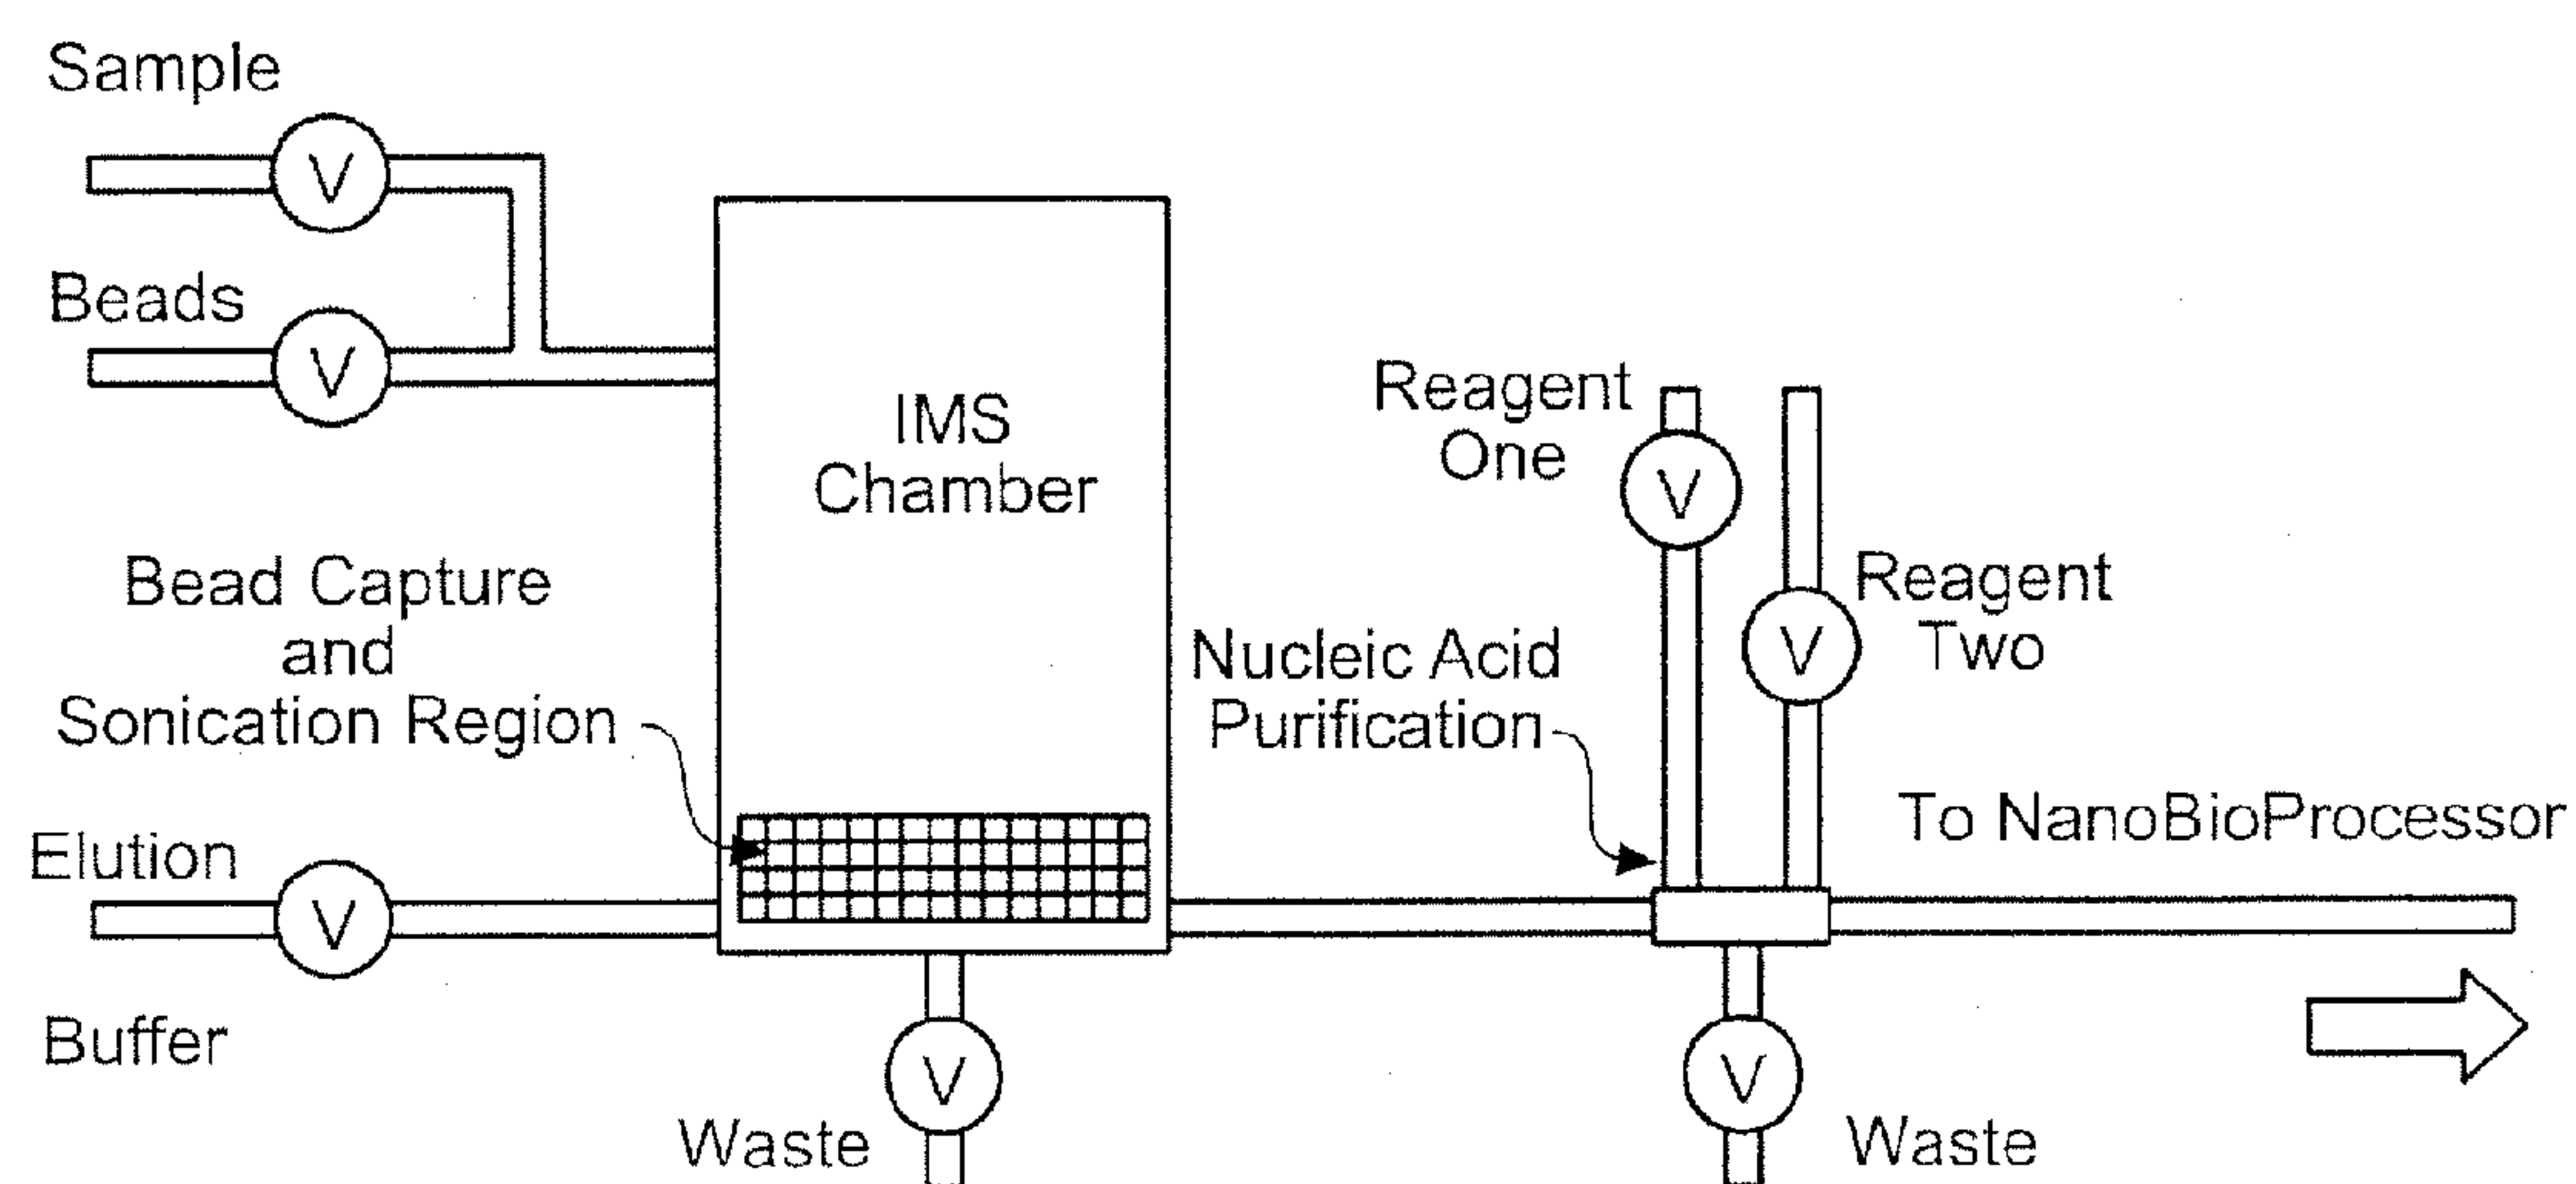 Sample
V
Beads
V
IMS
Chamber
Bead Capture
and
Sonication Region
Elution
V
Buffer
V
Waste
Reagent
One
V
Reagent
Two
V
Nucleic Acid
Purification
To NanoBioProcessor
V
Waste